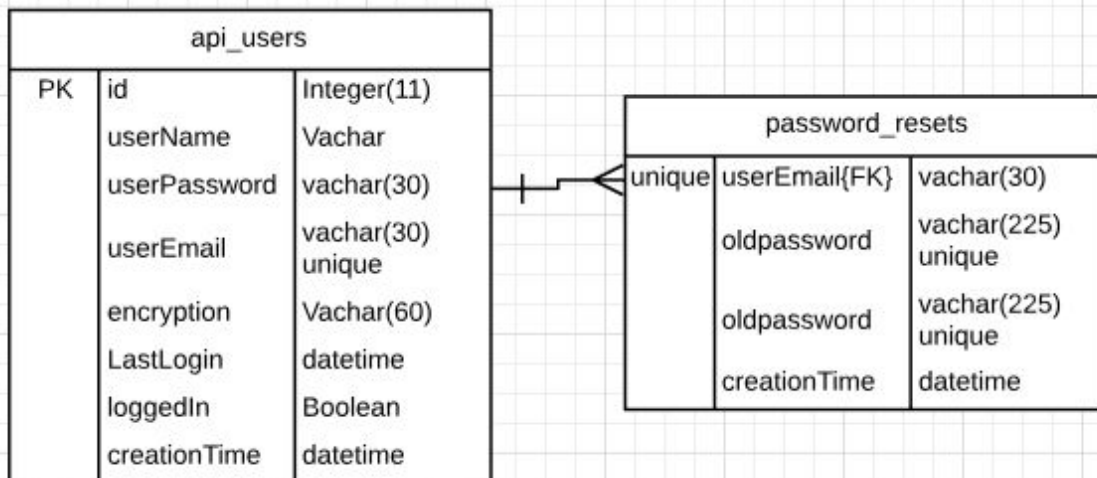 api_users
PK id Integer(11)
userName Vachar
userPassword vachar(30)
userEmail vachar(30)
unique
encryption Vachar(60)
LastLogin datetime
loggedIn Boolean
creationTime datetime
password_resets
unique userEmail{FK} vachar(30)
oldpassword vachar(225)
unique
oldpassword vachar(225)
unique
creationTime datetime